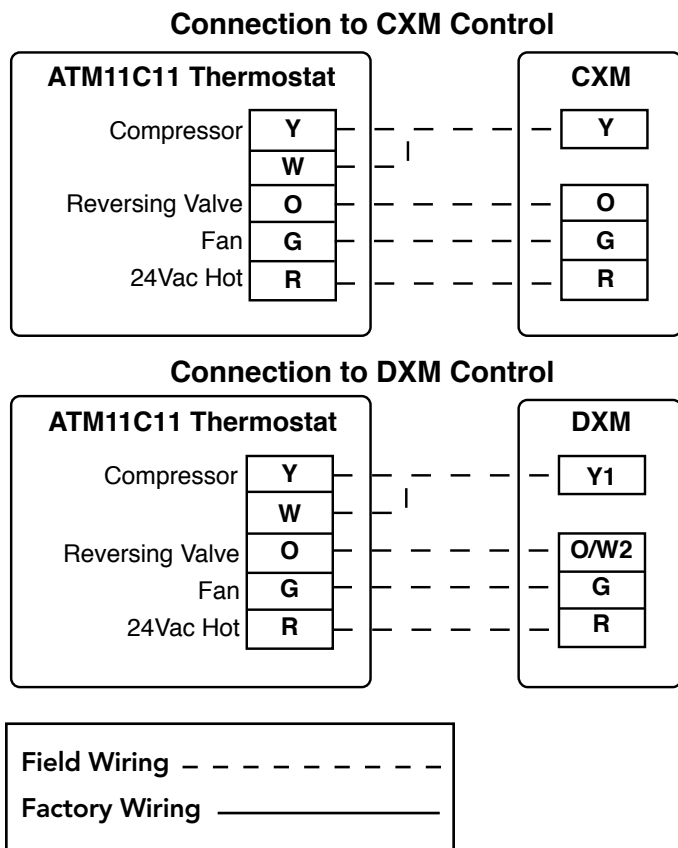 Connection to CXM Control
ATM11C11 Thermostat
CXM
Compressor Y Y
W
Reversing Valve O O
Fan G G
24Vac Hot R R
Connection to DXM Control
ATM11C11 Thermostat
DXM
Compressor Y Y1
W
Reversing Valve O O/W2
Fan G G
24Vac Hot R R
Field Wiring
Factory Wiring